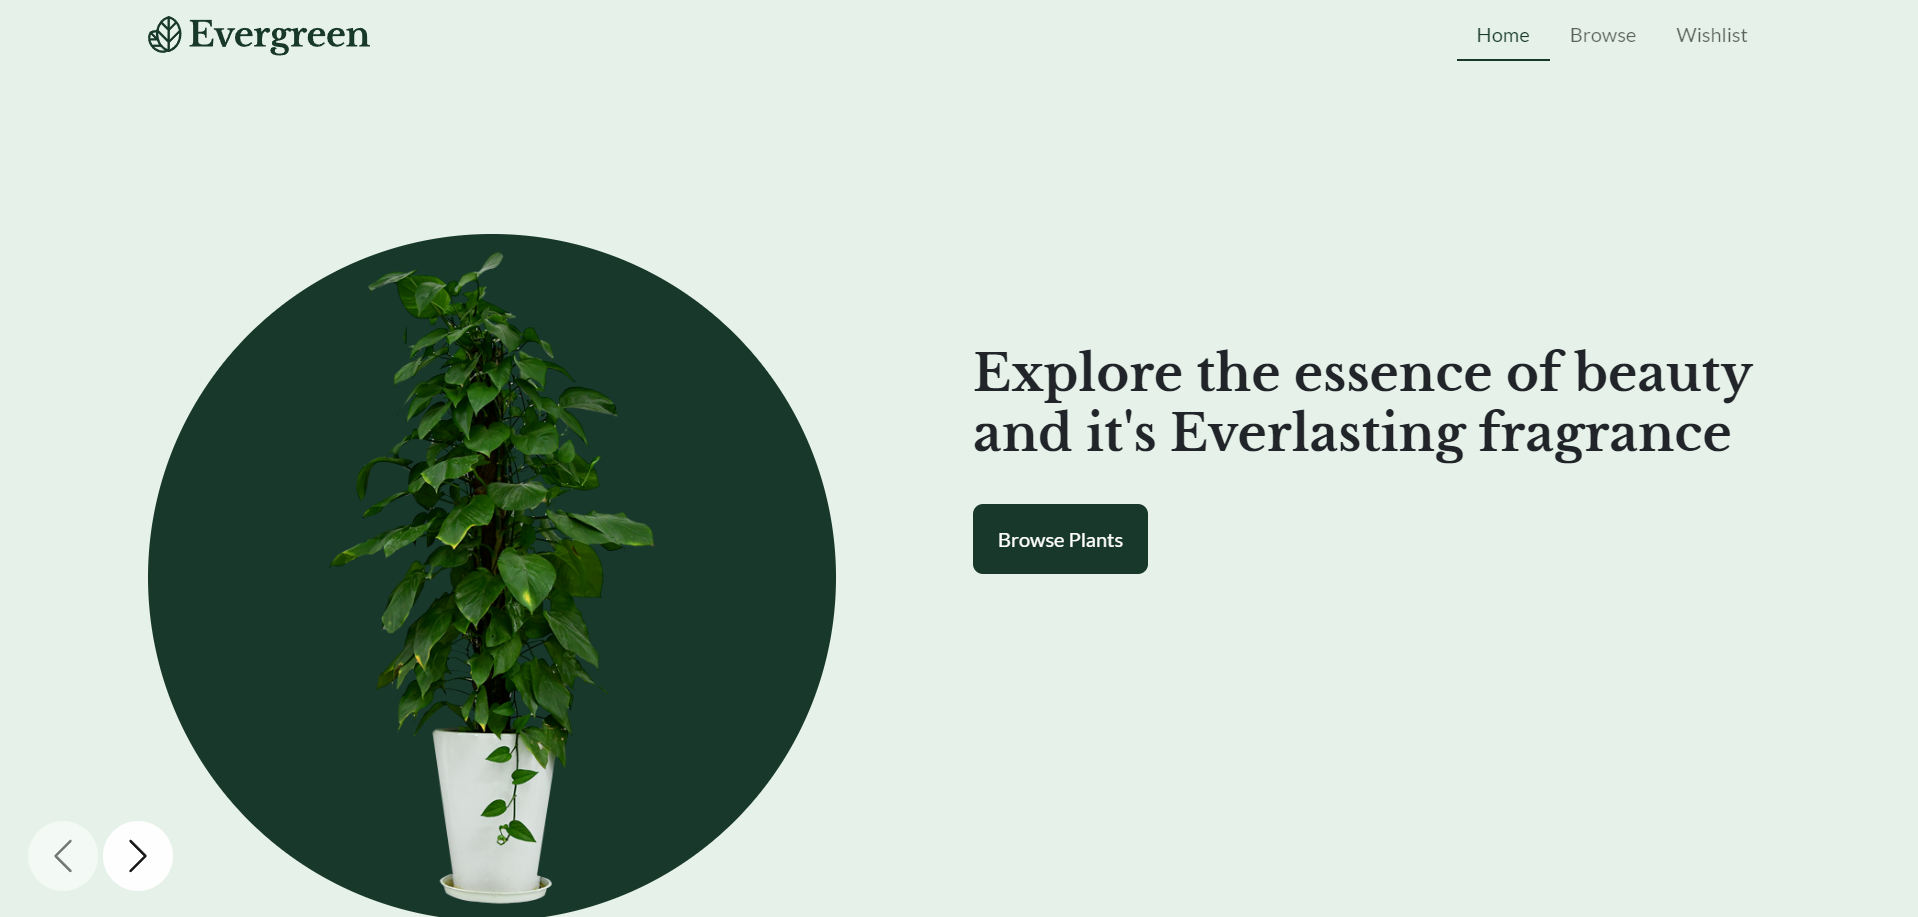 Evergreen
Home
Browse
Wishlist
Explore the essence of beauty
and it's Everlasting fragrance
Browse Plants